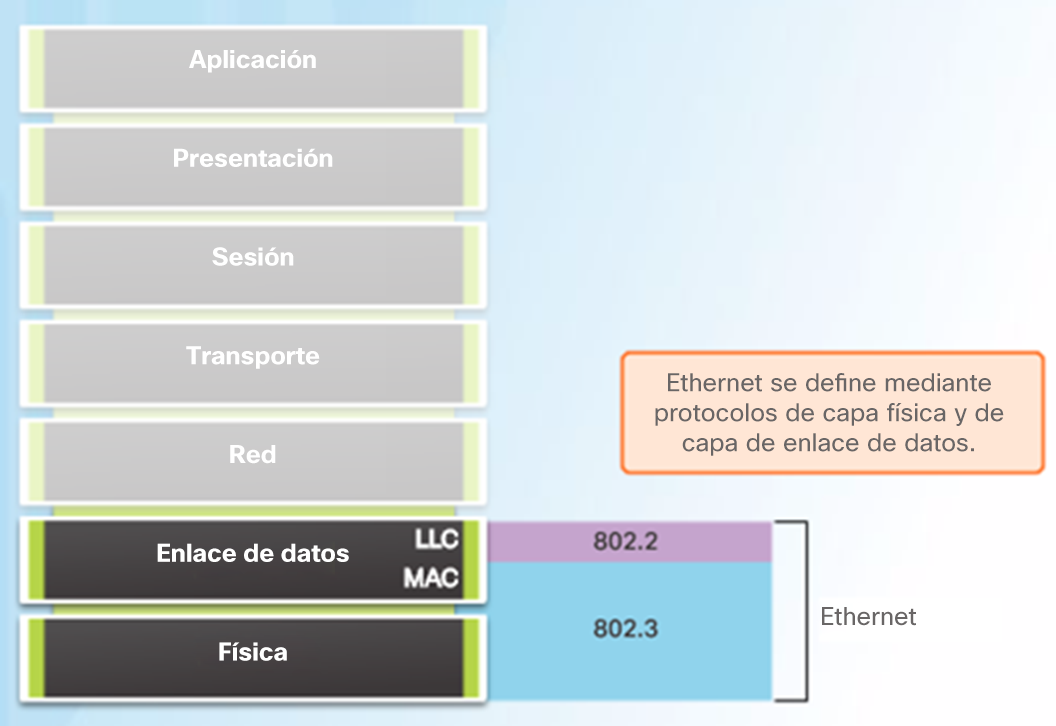 Aplicación
Presentación
Sesión
Transporte
Ethernet se define mediante
protocolos de capa física y de
capa de enlace de datos.
Red
Enlace de datos
LLC
MAC
802.2
802.3
Ethernet
Física